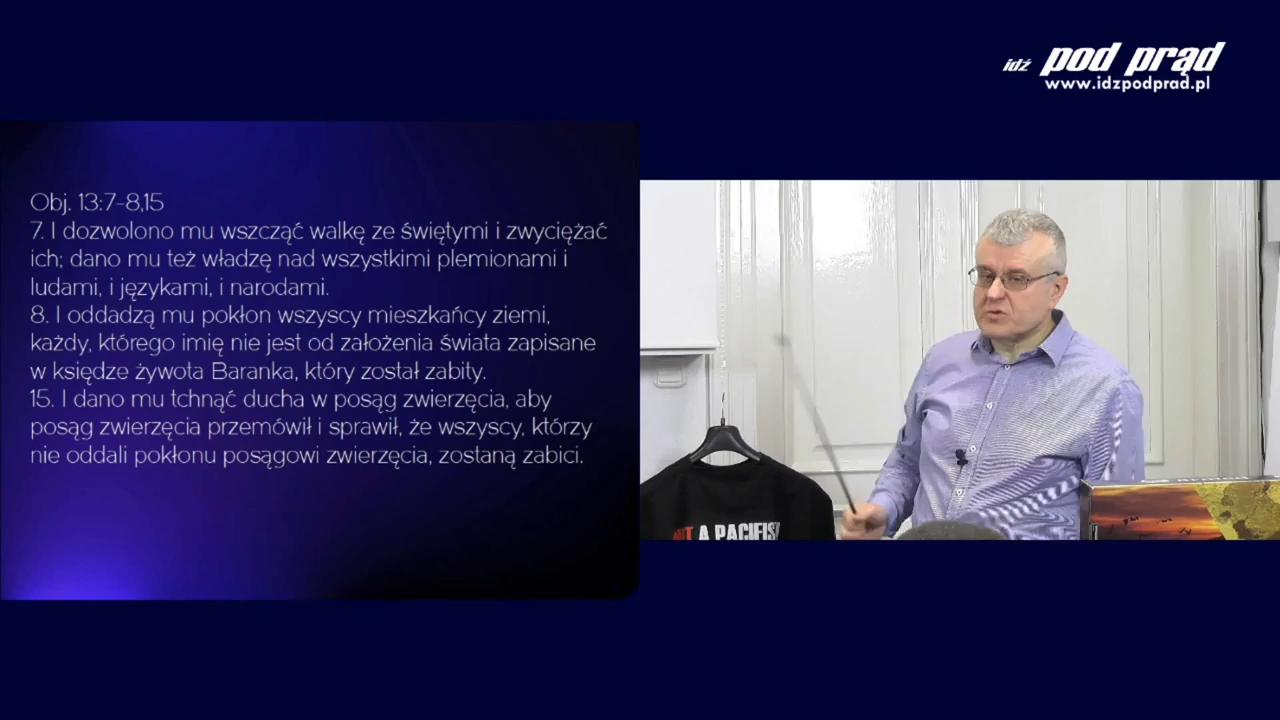 idź pod prąd
www.idzpodprad.pl
Obj. 13:7-8,15
7. I dozwolono mu wszcząć walkę ze świętymi i zwyciężać
ich; dano mu też władzę nad wszystkimi plemionami i
ludami, i językami, i narodami.
8. I oddadzą mu pokłon wszyscy mieszkańcy ziemi,
każdy, którego imię nie jest od założenia świata zapisane
w księdze żywota Baranka, który został zabity.
15. I dano mu tchnąć ducha w posąg zwierzęcia, aby
posąg zwierzęcia przemówił i sprawił, że wszyscy, którzy
nie oddali pokłonu posągowi zwierzęcia, zostaną zabici.
A PACIFIST